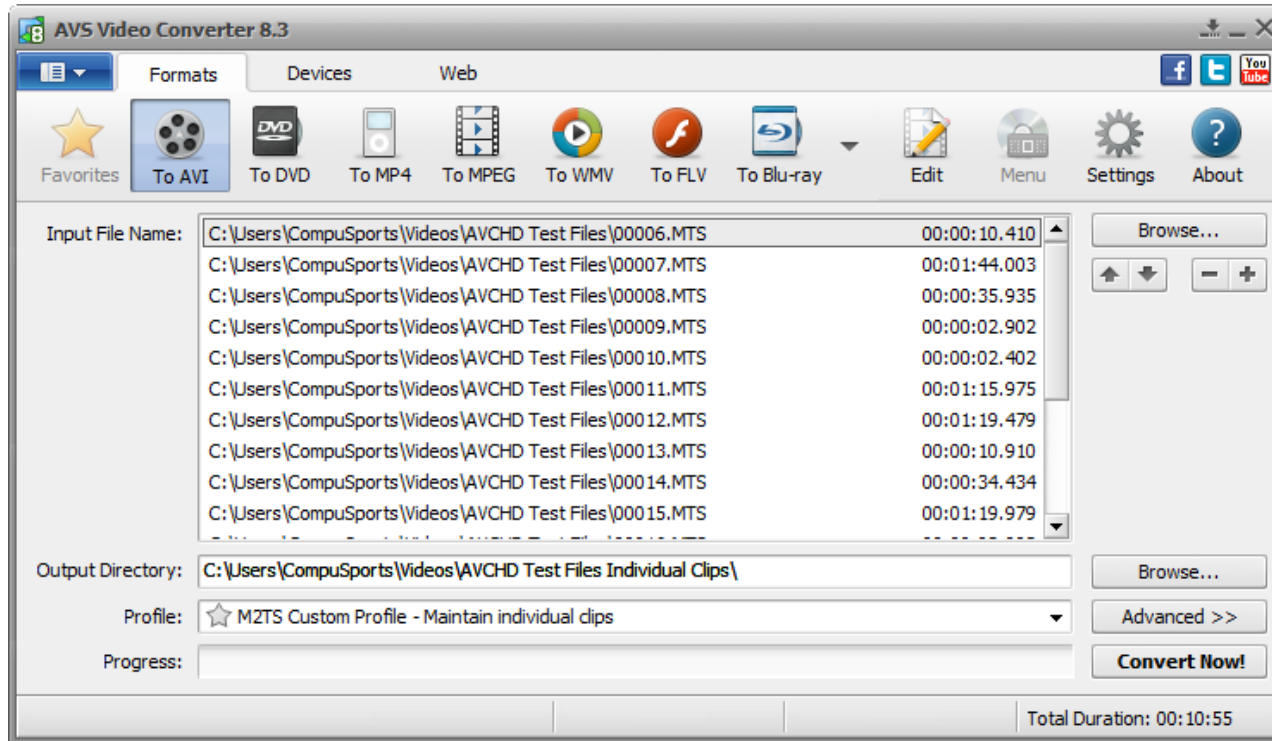 AVS Video Converter 8.3
Formats Devices Web f t You Tube
DVD
Favorites To AVI To DVD To MP4 To MPEG To WMV To FLV To Blu-ray Edit Menu Settings About
Input File Name: C:\Users\CompuSports\Videos\AVCHD Test Files\00006.MTS 00:00:10.410 Browse...
C:\Users\CompuSports\Videos\AVCHD Test Files\00007.MTS 00:01:44.003
C:\Users\CompuSports\Videos\AVCHD Test Files\00008.MTS 00:00:35.935
C:\Users\CompuSports\Videos\AVCHD Test Files\00009.MTS 00:00:02.902
C:\Users\CompuSports\Videos\AVCHD Test Files\00010.MTS 00:00:02.402
C:\Users\CompuSports\Videos\AVCHD Test Files\00011.MTS 00:01:15.975
C:\Users\CompuSports\Videos\AVCHD Test Files\00012.MTS 00:01:19.479
C:\Users\CompuSports\Videos\AVCHD Test Files\00013.MTS 00:00:10.910
C:\Users\CompuSports\Videos\AVCHD Test Files\00014.MTS 00:00:34.434
C:\Users\CompuSports\Videos\AVCHD Test Files\00015.MTS 00:01:19.979
Output Directory: C:\Users\CompuSports\Videos\AVCHD Test Files Individual Clips\ Browse...
Profile: M2TS Custom Profile - Maintain individual clips Advanced >>
Progress: Convert Now!
Total Duration: 00:10:55